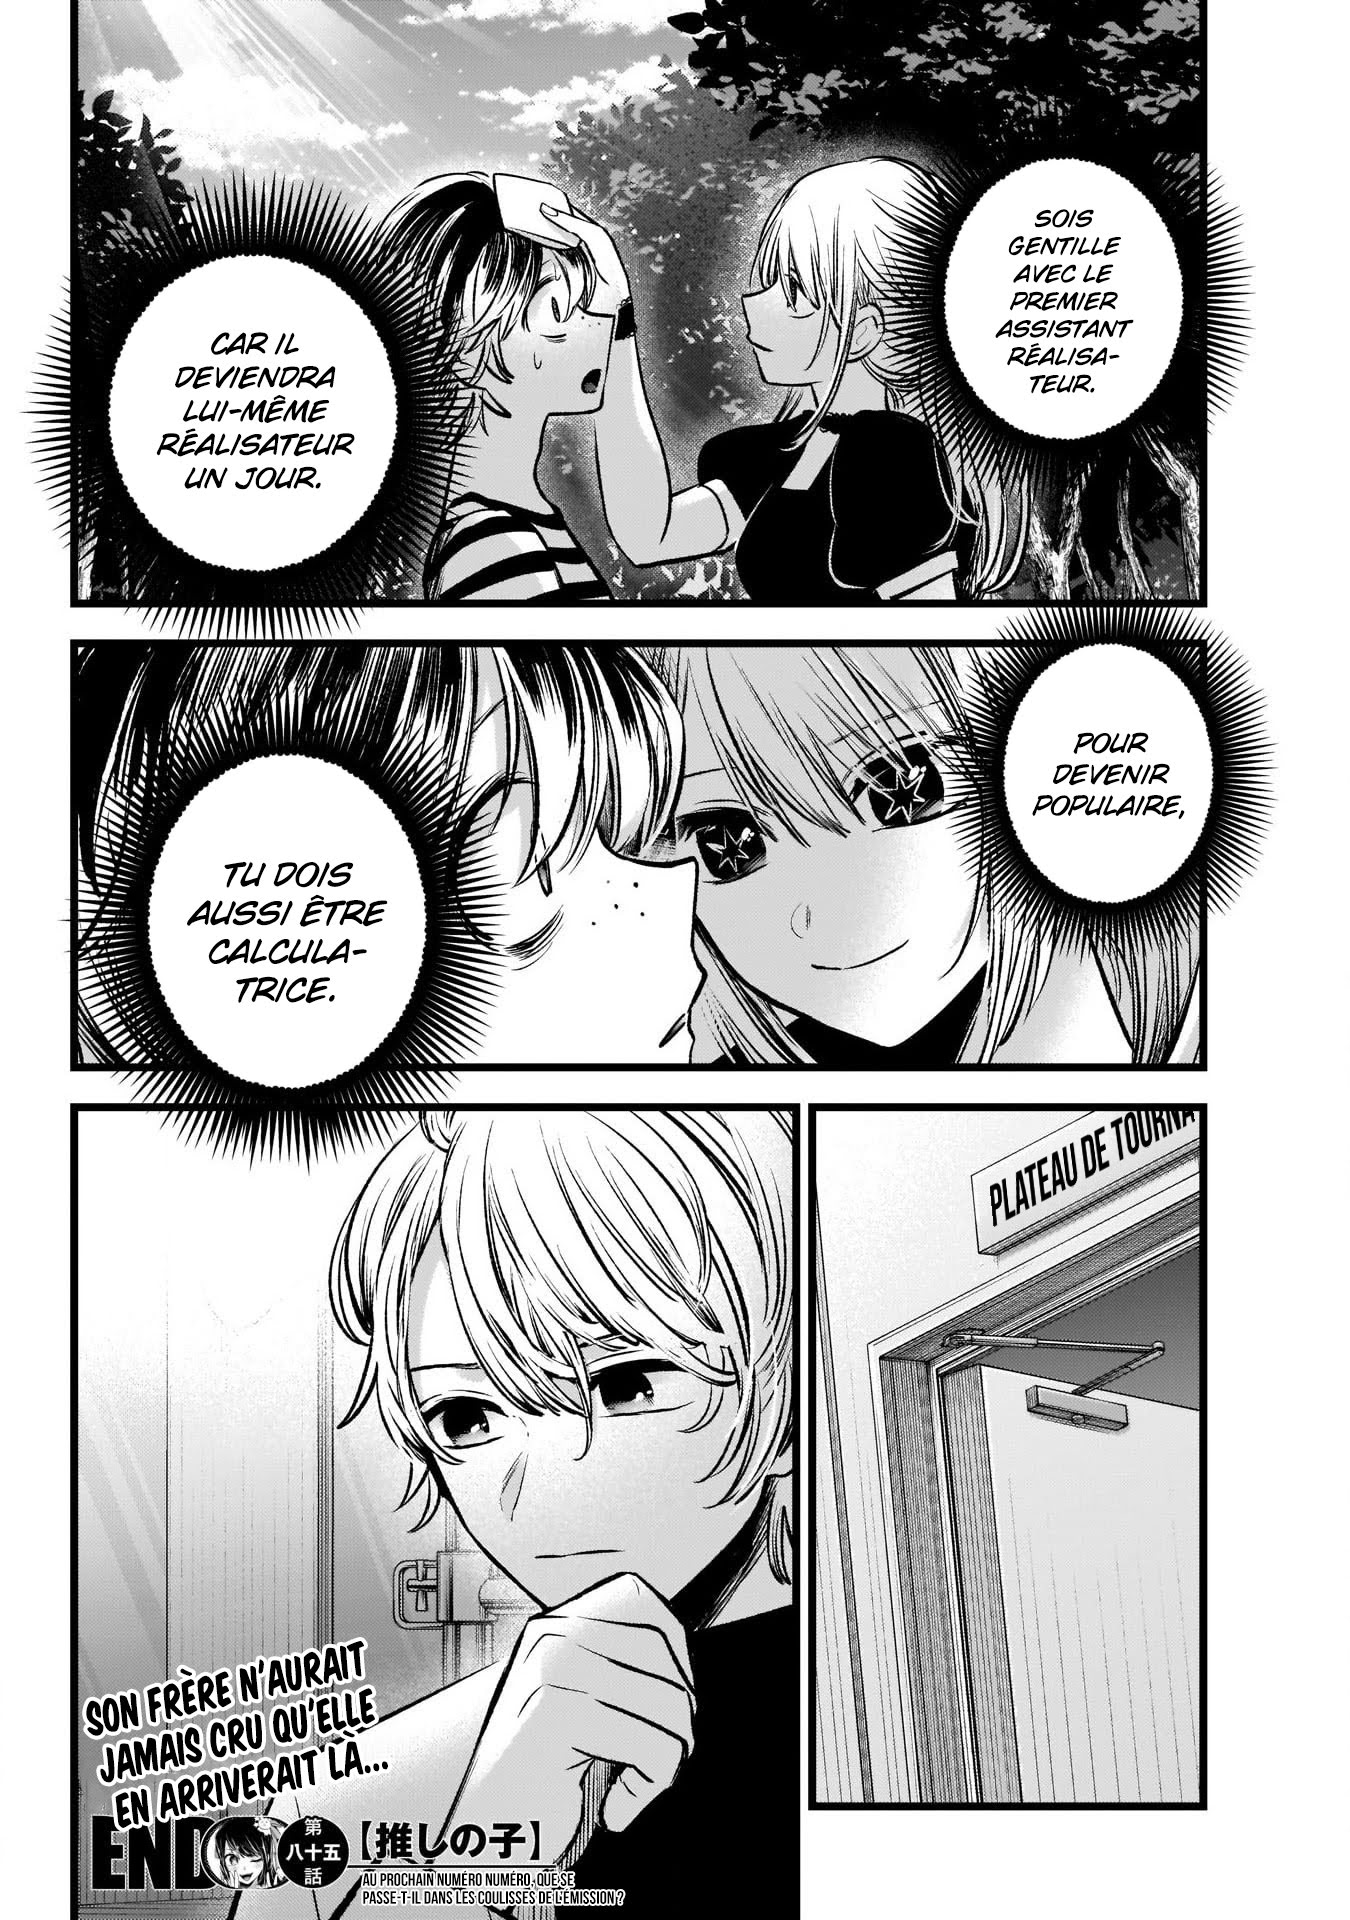 SOIS
GENTILLE
AVEC LE
PREMIER
ASSISTANT
RÉALISA-
TEUR.
CAR IL
DEVIENDRA
LUI-MÊME
RÉALISATEUR
UN JOUR.
POUR
DEVENIR
POPULAIRE,
TU DOIS
AUSSI ÊTRE
CALCULA-
TRICE.
PLATEAU DE TOURNA
SON FRÈRE N'AURAIT
JAMAIS CRU QU'ELLE
EN ARRIVERAIT LÀ...
END
第
八十五
話
【推しの子】
AU PROCHAIN NUMÉRO NUMÉRO, QUE SE
PASSE-T-IL DANS LES COULISSES DE L'ÉMISSION ?